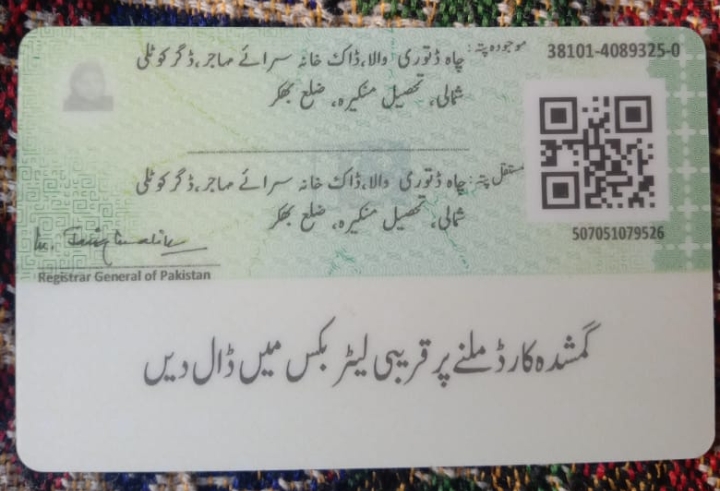 38101-4089325-0
موجودہ پتہ: چاہ ڈتوری والا، ڈاک خانہ سرائے مہاجر، ڈگر کوٹلی
شمالی، تحصیل منکیرہ، ضلع بھکر
مستقل پتہ: چاہ ڈتوری والا، ڈاک خانہ سرائے مہاجر، ڈگر کوٹلی
شمالی، تحصیل منکیرہ، ضلع بھکر
507051079526
Registrar General of Pakistan
گمشدہ کارڈ ملنے پر قریبی لیٹر بکس میں ڈال دیں